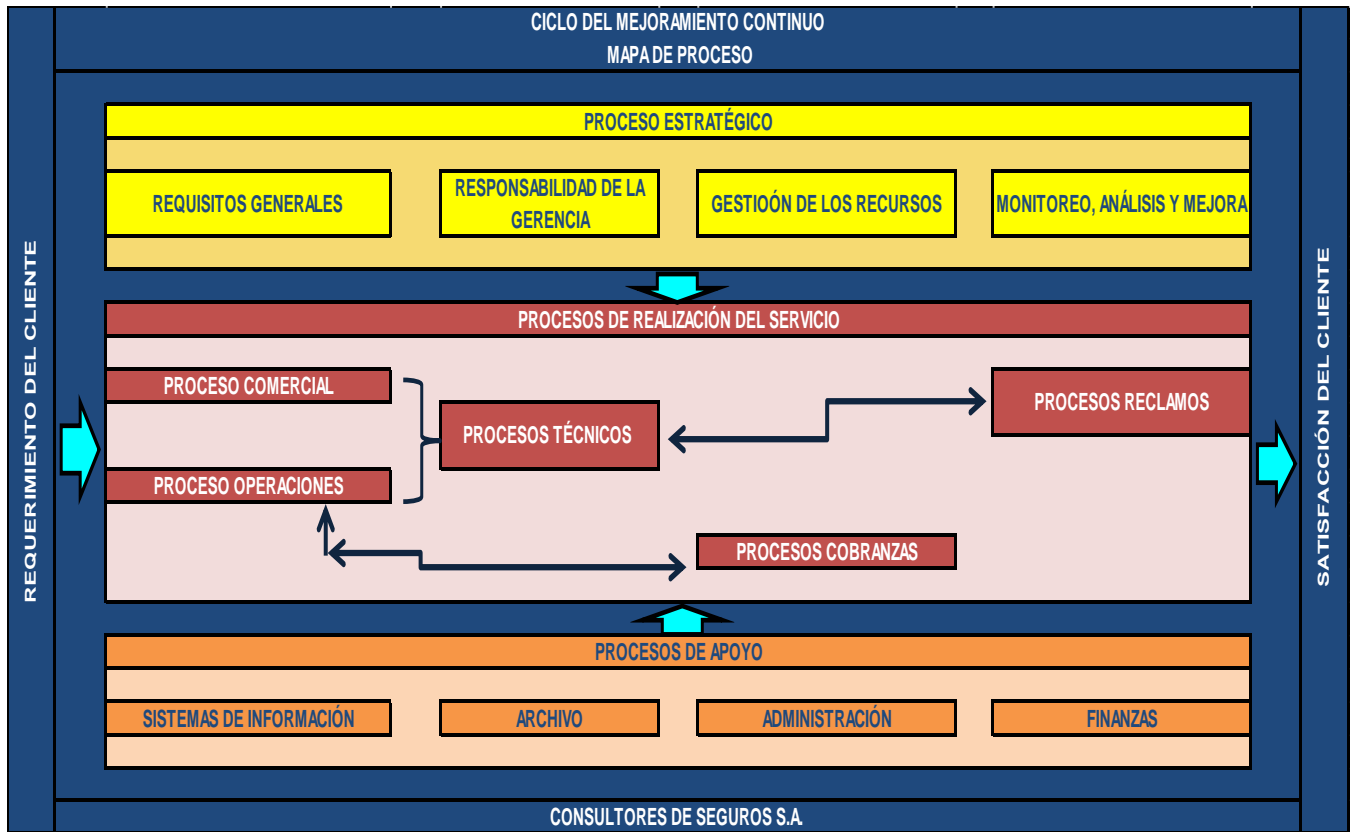 CICLO DEL MEJORAMIENTO CONTINUO
MAPA DE PROCESO
REQUERIMIENTO DEL CLIENTE
PROCESO ESTRATÉGICO
REQUISITOS GENERALES
RESPONSABILIDAD DE LA
GERENCIA
GESTIOÓN DE LOS RECURSOS
MONITOREO, ANÁLISIS Y MEJORA
PROCESOS DE REALIZACIÓN DEL SERVICIO
PROCESO COMERCIAL
PROCESOS TÉCNICOS
PROCESOS RECLAMOS
PROCESO OPERACIONES
PROCESOS COBRANZAS
PROCESOS DE APOYO
SISTEMAS DE INFORMACIÓN
ARCHIVO
ADMINISTRACIÓN
FINANZAS
SATISFACCIÓN DEL CLIENTE
CONSULTORES DE SEGUROS S.A.